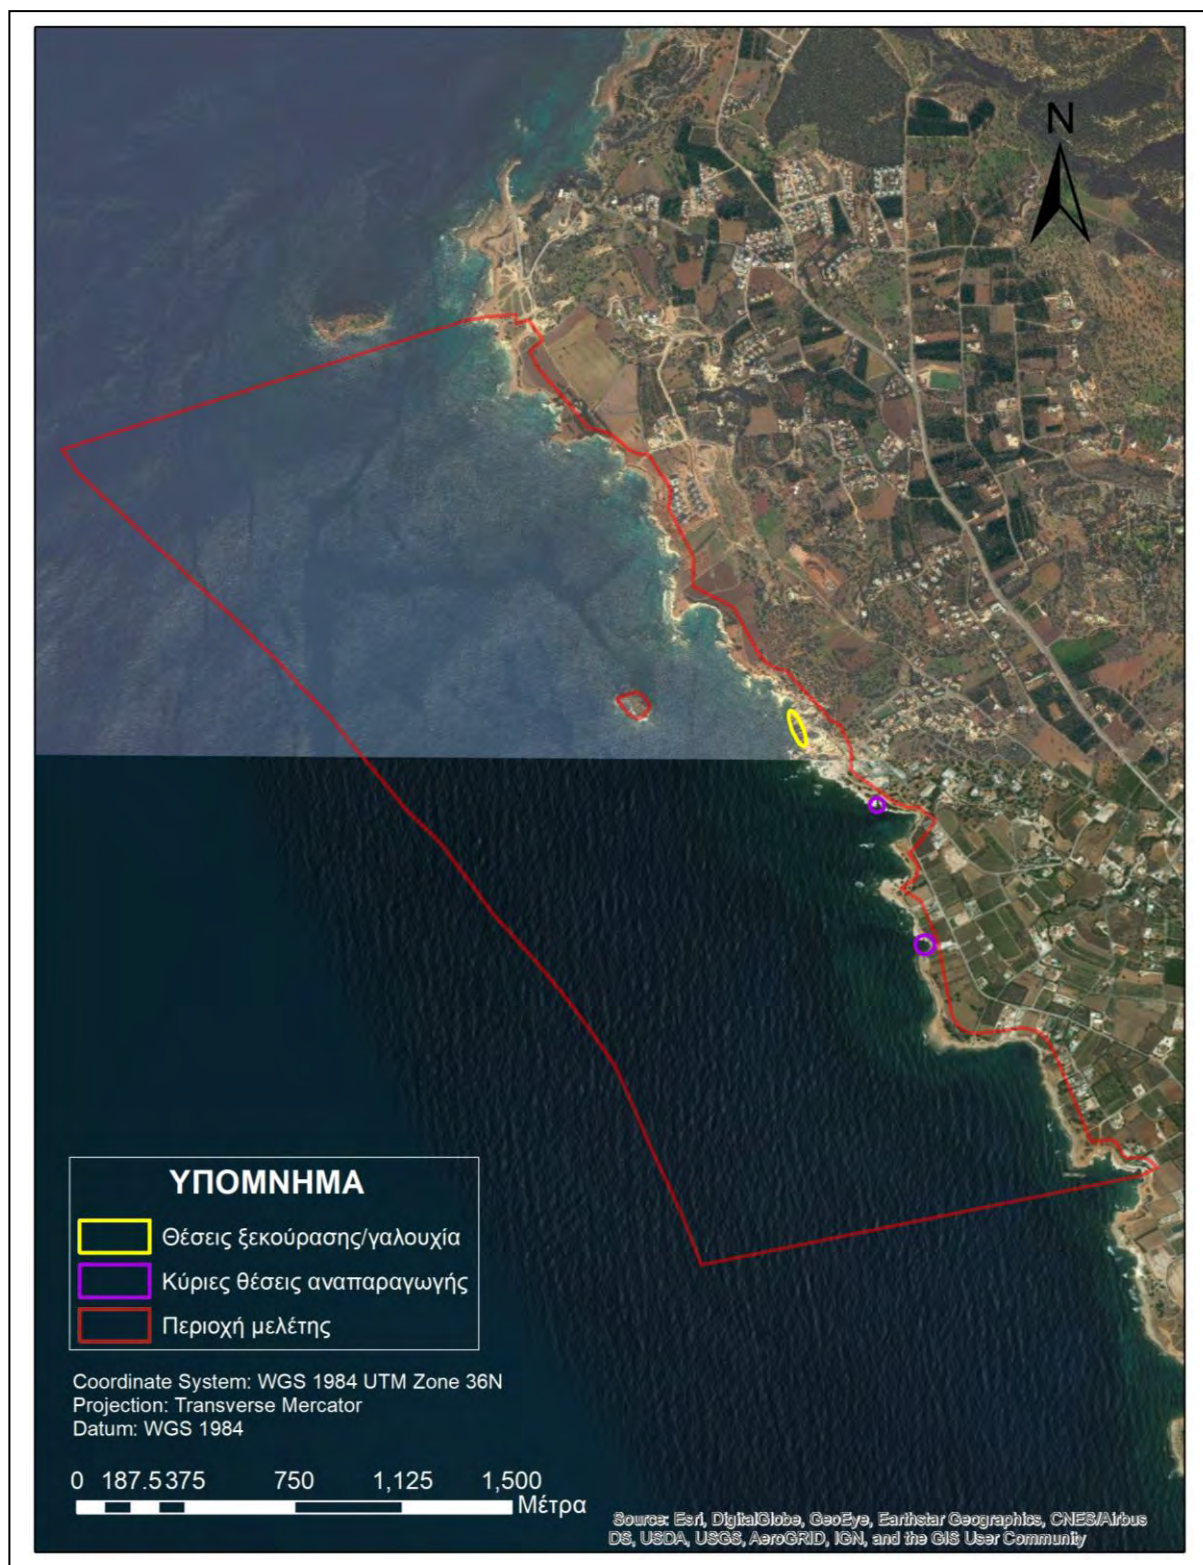 N
ΥΠΟΜΝΗΜΑ
Θέσεις ξεκούρασης/γαλουχία
Κύριες θέσεις αναπαραγωγής
Περιοχή μελέτης
Coordinate System: WGS 1984 UTM Zone 36N
Projection: Transverse Mercator
Datum: WGS 1984
0 187.5 375 750 1,125 1,500
Μέτρα
Source: Esri, DigitalGlobe, GeoEye, Earthstar Geographics, CNES/Airbus
DS, USDA, USGS, AeroGRID, IGN, and the GIS User Community